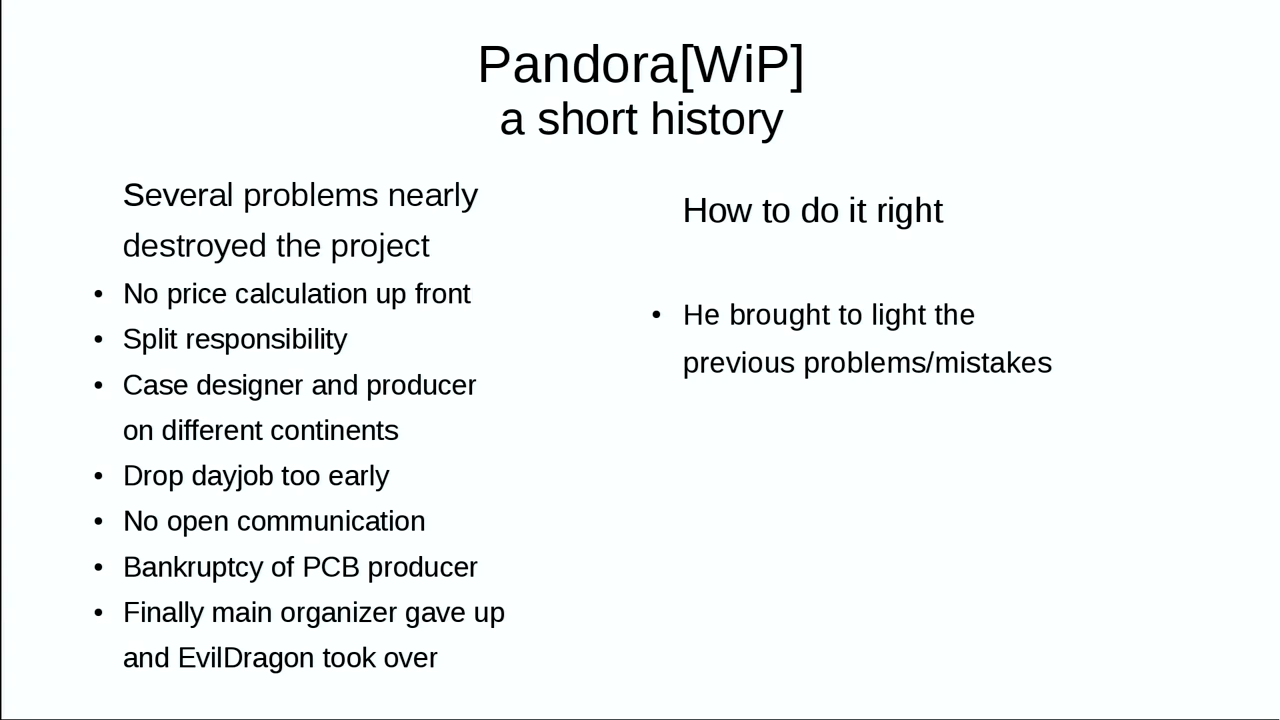 Pandora[WiP]
a short history
Several problems nearly
destroyed the project
• No price calculation up front
• Split responsibility
• Case designer and producer
on different continents
• Drop dayjob too early
• No open communication
• Bankruptcy of PCB producer
• Finally main organizer gave up
and EvilDragon took over
How to do it right
• He brought to light the
previous problems/mistakes